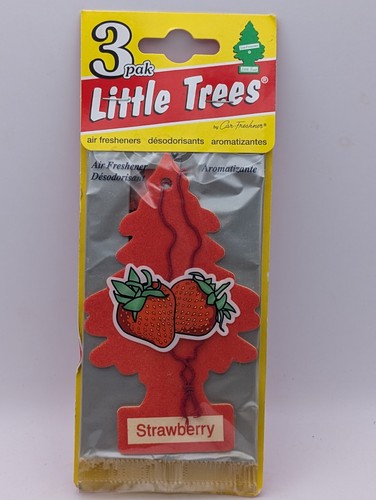 3 pak
Little Trees®
by Car-Freshner®
air fresheners désodorisants aromatizantes
Air Freshener Aromatizante
Désodorisant
Strawberry